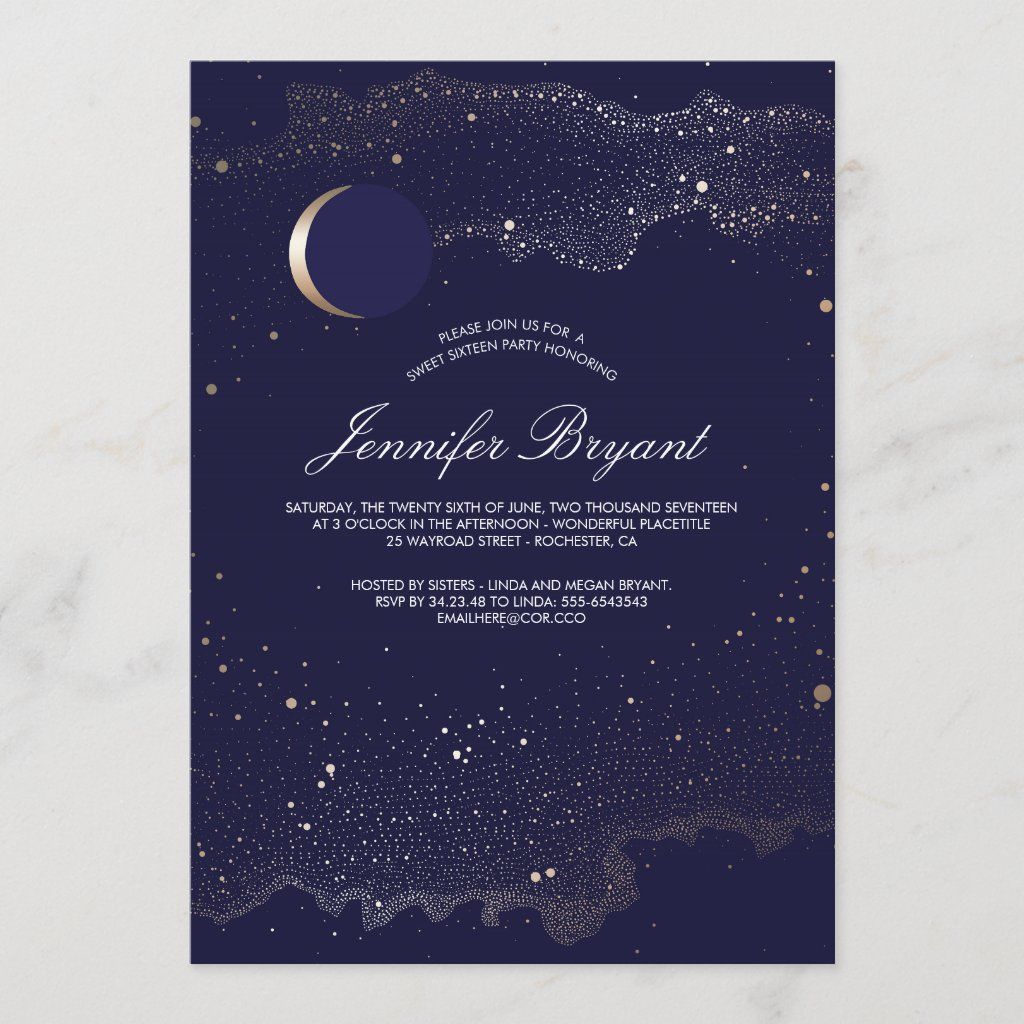 PLEASE JOIN US FOR A
SWEET SIXTEEN PARTY HONORING
Jennifer Bryant
SATURDAY, THE TWENTY SIXTH OF JUNE, TWO THOUSAND SEVENTEEN
AT 3 O'CLOCK IN THE AFTERNOON - WONDERFUL PLACETITLE
25 WAYROAD STREET - ROCHESTER, CA
HOSTED BY SISTERS - LINDA AND MEGAN BRYANT.
RSVP BY 34.23.48 TO LINDA: 555-6543543
EMAILHERE@COR.CCO